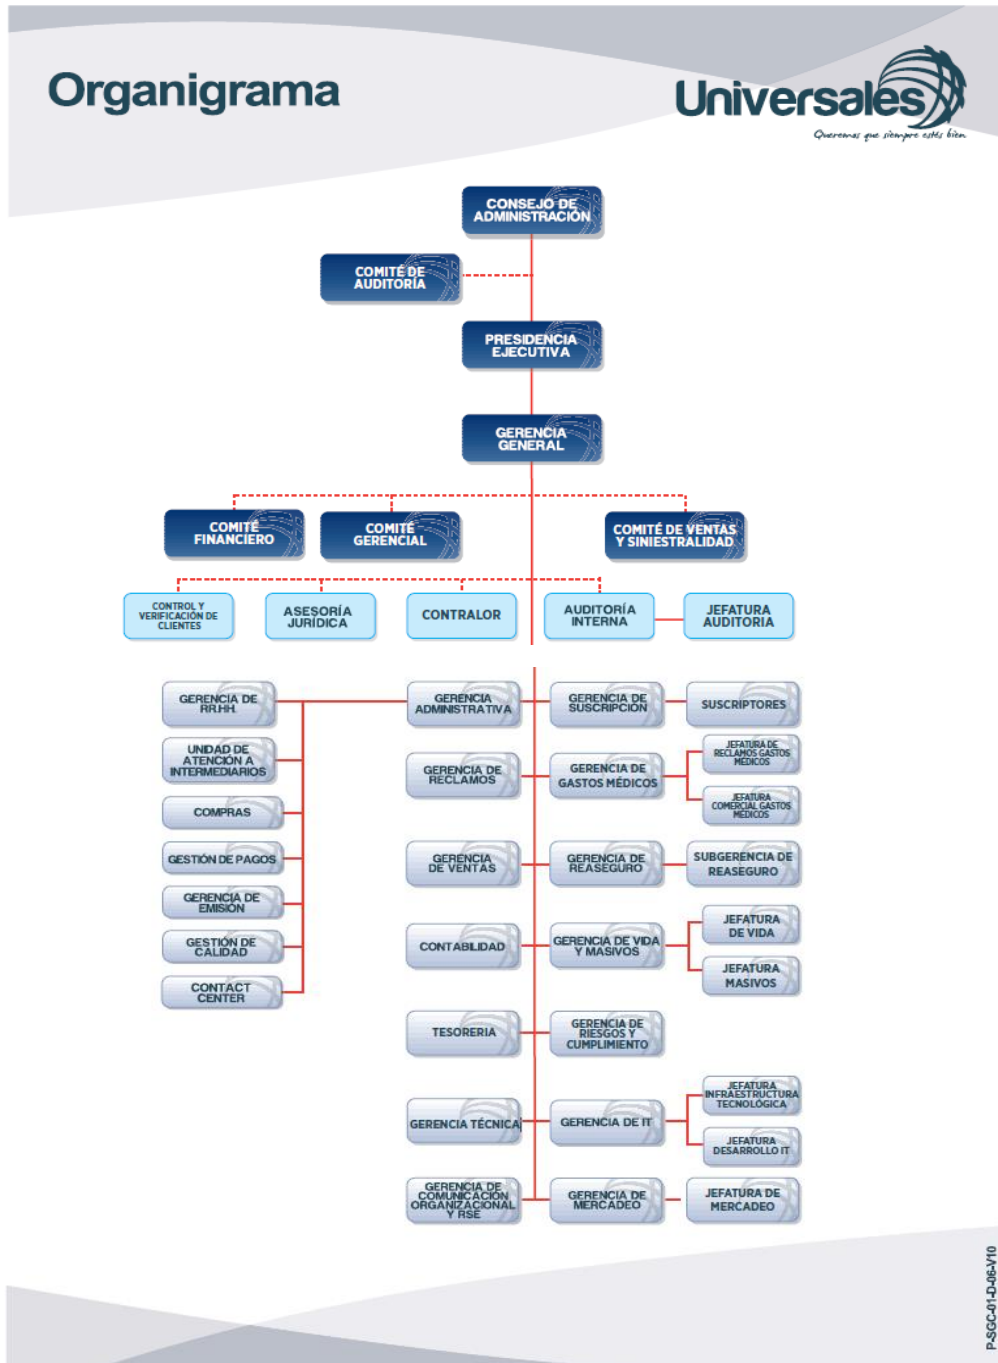 Organigrama
Universales
Queremos que siempre estés bien
CONSEJO DE
ADMINISTRACIÓN
COMITÉ DE
AUDITORÍA
PRESIDENCIA
EJECUTIVA
GERENCIA
GENERAL
COMITÉ
FINANCIERO
COMITÉ
GERENCIAL
COMITÉ DE VENTAS
Y SINIESTRALIDAD
CONTROL Y
VERIFICACIÓN DE
CLIENTES
ASESORÍA
JURÍDICA
CONTRALOR
AUDITORÍA
INTERNA
JEFATURA
AUDITORIA
GERENCIA DE
RR.HH.
GERENCIA
ADMINISTRATIVA
GERENCIA DE
SUSCRIPCIÓN
SUSCRIPTORES
UNIDAD DE
ATENCIÓN A
INTERMEDIARIOS
GERENCIA DE
RECLAMOS
GERENCIA DE
GASTOS MÉDICOS
JEFATURA DE
RECLAMOS GASTOS
MÉDICOS
JEFATURA
COMERCIAL GASTOS
MÉDICOS
COMPRAS
GESTIÓN DE PAGOS
GERENCIA
DE VENTAS
GERENCIA DE
REASEGURO
SUBGERENCIA DE
REASEGURO
GERENCIA DE
EMISIÓN
GESTIÓN DE
CALIDAD
CONTABILIDAD
GERENCIA DE VIDA
Y MASIVOS
JEFATURA
DE VIDA
JEFATURA
MASIVOS
CONTACT
CENTER
TESORERIA
GERENCIA DE
RIESGOS Y
CUMPLIMIENTO
GERENCIA TÉCNICA
GERENCIA DE IT
JEFATURA
INFRAESTRUCTURA
TECNOLÓGICA
JEFATURA
DESARROLLO IT
GERENCIA DE
COMUNICACIÓN
ORGANIZACIONAL
Y RSE
GERENCIA DE
MERCADEO
JEFATURA DE
MERCADEO
P-SGC-01-D-06-V10